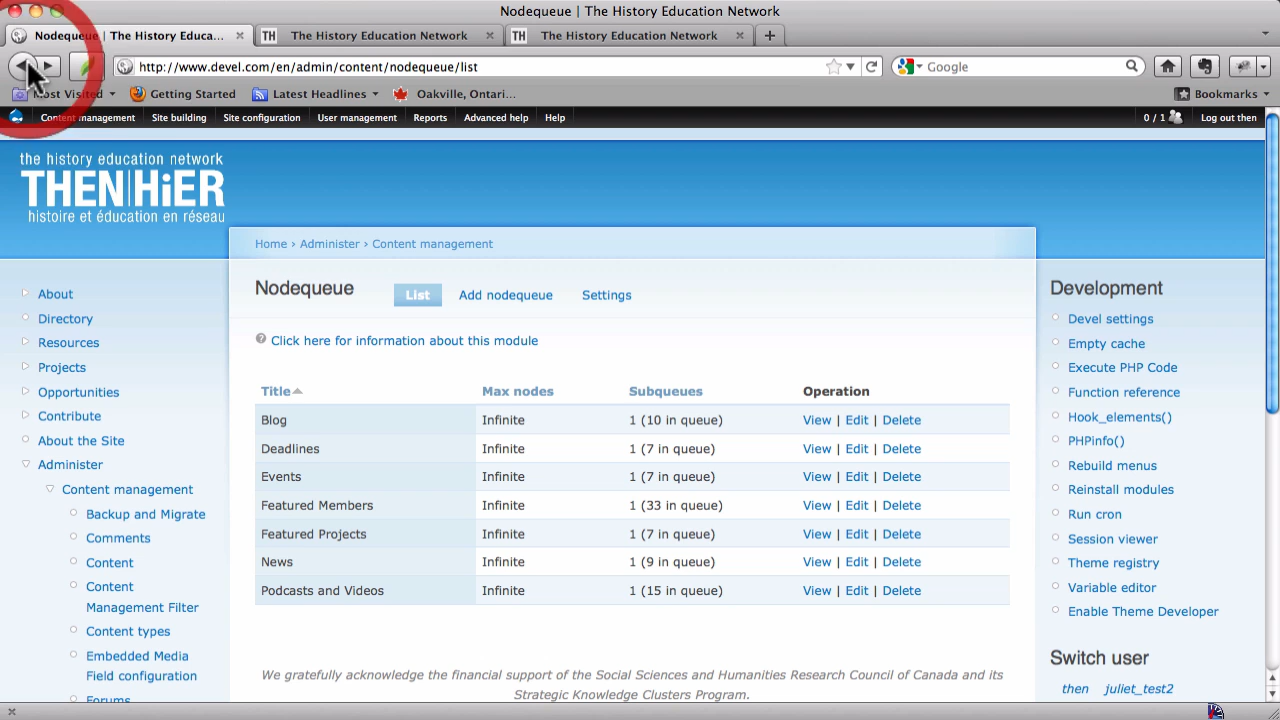 Nodequeue | The History Education Network
Nodequeue | The History Educa...
The History Education Network
The History Education Network
http://www.devel.com/en/admin/content/nodequeue/list
Google
Most Visited
Getting Started
Latest Headlines
Oakville, Ontari...
Bookmarks
Content management
Site building
Site configuration
User management
Reports
Advanced help
Help
0 / 1
Log out then
the history education network
THEN|HiER
histoire et éducation en réseau
Home › Administer › Content management
About
Directory
Resources
Projects
Opportunities
Contribute
About the Site
Administer
Content management
Backup and Migrate
Comments
Content
Content
Management Filter
Content types
Embedded Media
Field configuration
Forums
Nodequeue
List
Add nodequeue
Settings
Click here for information about this module
Title Max nodes Subqueues Operation
Blog Infinite 1 (10 in queue) View | Edit | Delete
Deadlines Infinite 1 (7 in queue) View | Edit | Delete
Events Infinite 1 (7 in queue) View | Edit | Delete
Featured Members Infinite 1 (33 in queue) View | Edit | Delete
Featured Projects Infinite 1 (7 in queue) View | Edit | Delete
News Infinite 1 (9 in queue) View | Edit | Delete
Podcasts and Videos Infinite 1 (15 in queue) View | Edit | Delete
We gratefully acknowledge the financial support of the Social Sciences and Humanities Research Council of Canada and its
Strategic Knowledge Clusters Program.
Development
Devel settings
Empty cache
Execute PHP Code
Function reference
Hook_elements()
PHPinfo()
Rebuild menus
Reinstall modules
Run cron
Session viewer
Theme registry
Variable editor
Enable Theme Developer
Switch user
then juliet_test2